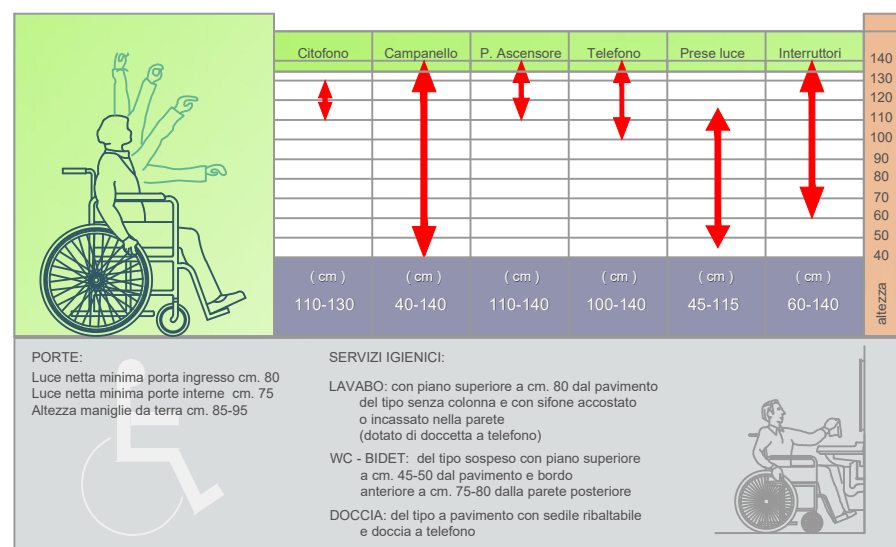 Citofono
Campanello
P. Ascensore
Telefono
Prese luce
Interruttori
140
130
120
110
100
90
80
70
60
50
40
altezza
( cm )
( cm )
( cm )
( cm )
( cm )
( cm )
110-130
40-140
110-140
100-140
45-115
60-140
PORTE:
Luce netta minima porta ingresso cm. 80
Luce netta minima porte interne cm. 75
Altezza maniglie da terra cm. 85-95
SERVIZI IGIENICI:
LAVABO: con piano superiore a cm. 80 dal pavimento
del tipo senza colonna e con sifone accostato
o incassato nella parete
(dotato di doccetta a telefono)
WC - BIDET: del tipo sospeso con piano superiore
a cm. 45-50 dal pavimento e bordo
anteriore a cm. 75-80 dalla parete posteriore
DOCCIA: del tipo a pavimento con sedile ribaltabile
e doccia a telefono